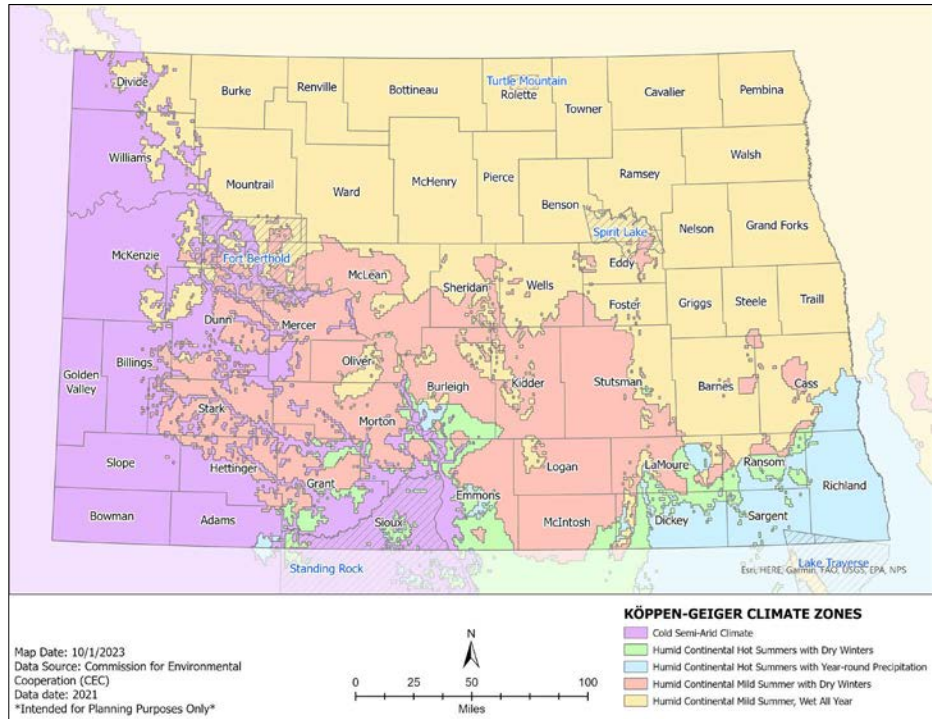 Divide
Burke
Renville
Bottineau
Turtle Mountain
Rolette
Towner
Cavalier
Pembina
Williams
Mountrail
Ward
McHenry
Pierce
Benson
Ramsey
Walsh
Spirit Lake
Nelson
Grand Forks
McKenzie
Fort Berthold
McLean
Sheridan
Wells
Eddy
Foster
Griggs
Steele
Traill
Dunn
Mercer
Golden
Valley
Billings
Oliver
Burleigh
Kidder
Stutsman
Barnes
Cass
Stark
Morton
Slope
Hettinger
Grant
Emmons
Logan
LaMoure
Ransom
Richland
Bowman
Adams
Sioux
McIntosh
Dickey
Sargent
Standing Rock
Lake Traverse
Esri, HERE, Garmin, FAO, USGS, EPA, NPS
Map Date: 10/1/2023
Data Source: Commission for Environmental
Cooperation (CEC)
Data date: 2021
*Intended for Planning Purposes Only*
N
0 25 50 100
Miles
KÖPPEN-GEIGER CLIMATE ZONES
Cold Semi-Arid Climate
Humid Continental Hot Summers with Dry Winters
Humid Continental Hot Summers with Year-round Precipitation
Humid Continental Mild Summer with Dry Winters
Humid Continental Mild Summer, Wet All Year